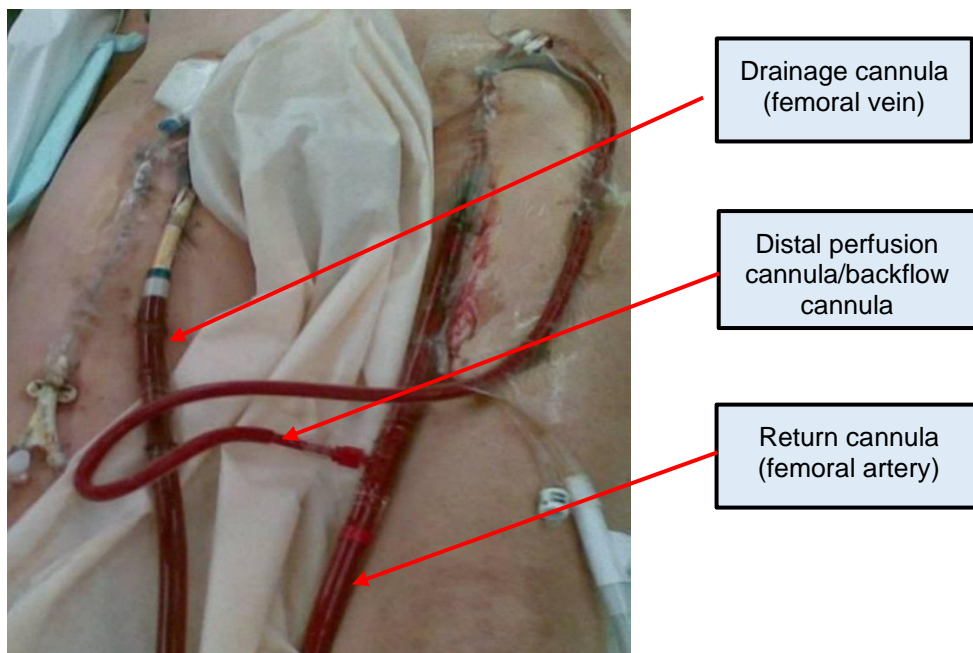 Drainage cannula
(femoral vein)
Distal perfusion
cannula/backflow
cannula
Return cannula
(femoral artery)